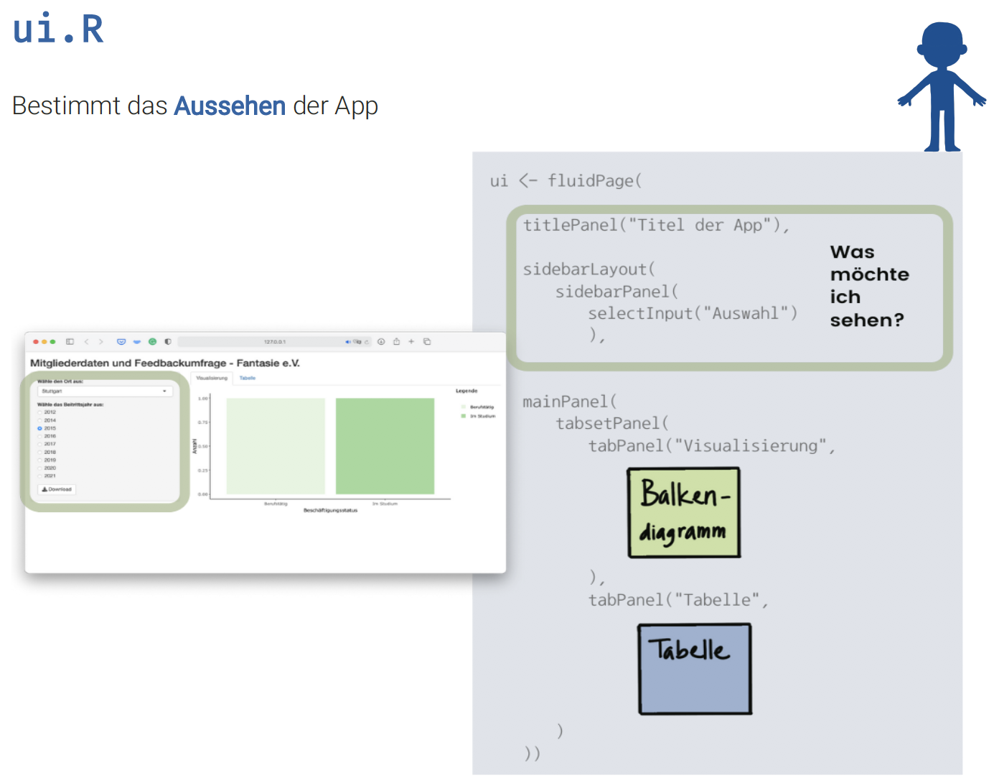 ui.R
Bestimmt das Aussehen der App
ui <- fluidPage(
titlePanel("Titel der App"),
sidebarLayout(
sidebarPanel(
selectInput("Auswahl")
),
Was
möchte
ich
sehen?
mainPanel(
tabsetPanel(
tabPanel("Visualisierung",
Balken-
diagramm
),
tabPanel("Tabelle",
Tabelle
)
))
127.0.0.1
Mitgliederdaten und Feedbackumfrage - Fantasie e.V.
Wähle den Ort aus:
Stuttgart
Wähle das Beitrittsjahr aus:
2012
2014
2015
2016
2017
2018
2019
2020
2021
Download
Visualisierung
Tabelle
Anzahl
1.00
0.75
0.50
0.25
0.00
Berufstätig
Im Studium
Beschäftigungsstatus
Legende
Berufstätig
Im Studium